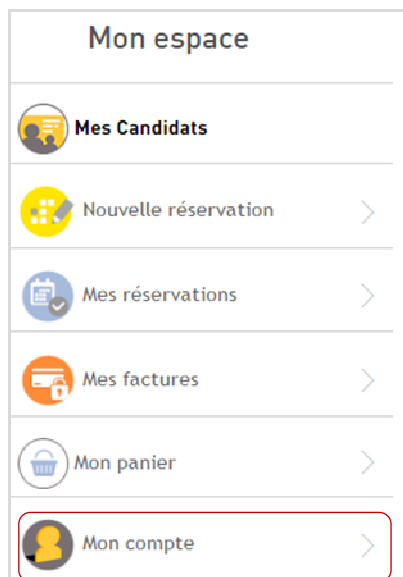 Mon espace
Mes Candidats
Nouvelle réservation
Mes réservations
Mes factures
Mon panier
Mon compte